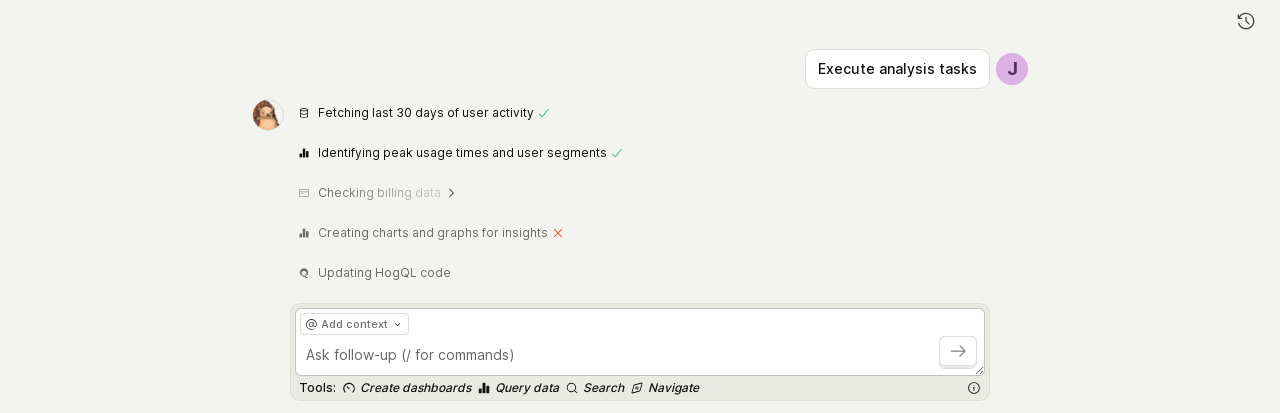 Execute analysis tasks
J
Fetching last 30 days of user activity
Identifying peak usage times and user segments
Checking billing data
Creating charts and graphs for insights
Updating HogQL code
@ Add context
Ask follow-up (/ for commands)
Tools: Create dashboards Query data Search Navigate